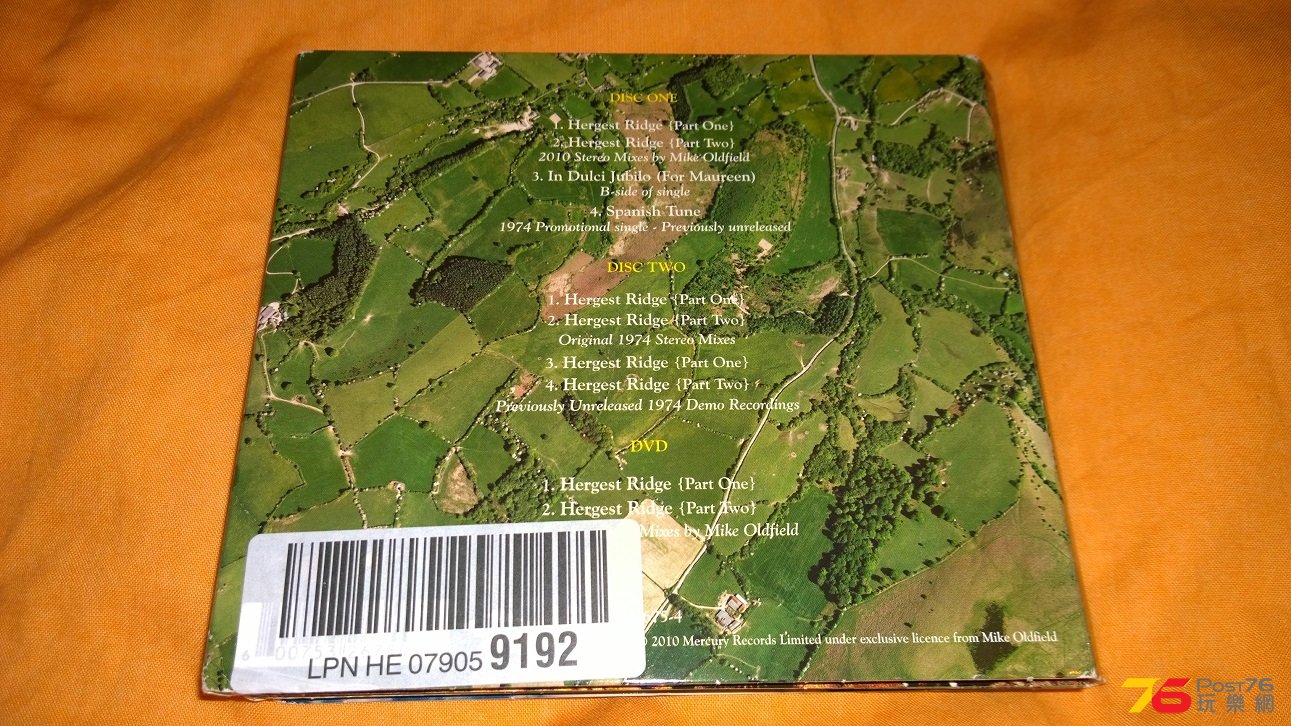 DISC ONE
1. Hergest Ridge {Part One}
2. Hergest Ridge {Part Two}
2010 Stereo Mixes by Mike Oldfield
3. In Dulci Jubilo (For Maureen)
B-side of single
4. Spanish Tune
1974 Promotional single - Previously unreleased
DISC TWO
1. Hergest Ridge {Part One}
2. Hergest Ridge {Part Two}
Original 1974 Stereo Mixes
3. Hergest Ridge {Part One}
4. Hergest Ridge {Part Two}
Previously Unreleased 1974 Demo Recordings
DVD
1. Hergest Ridge {Part One}
2. Hergest Ridge {Part Two}
Mixes by Mike Oldfield
2010 Mercury Records Limited under exclusive licence from Mike Oldfield
LPN HE 07905 9192
76 Post76
玩樂網